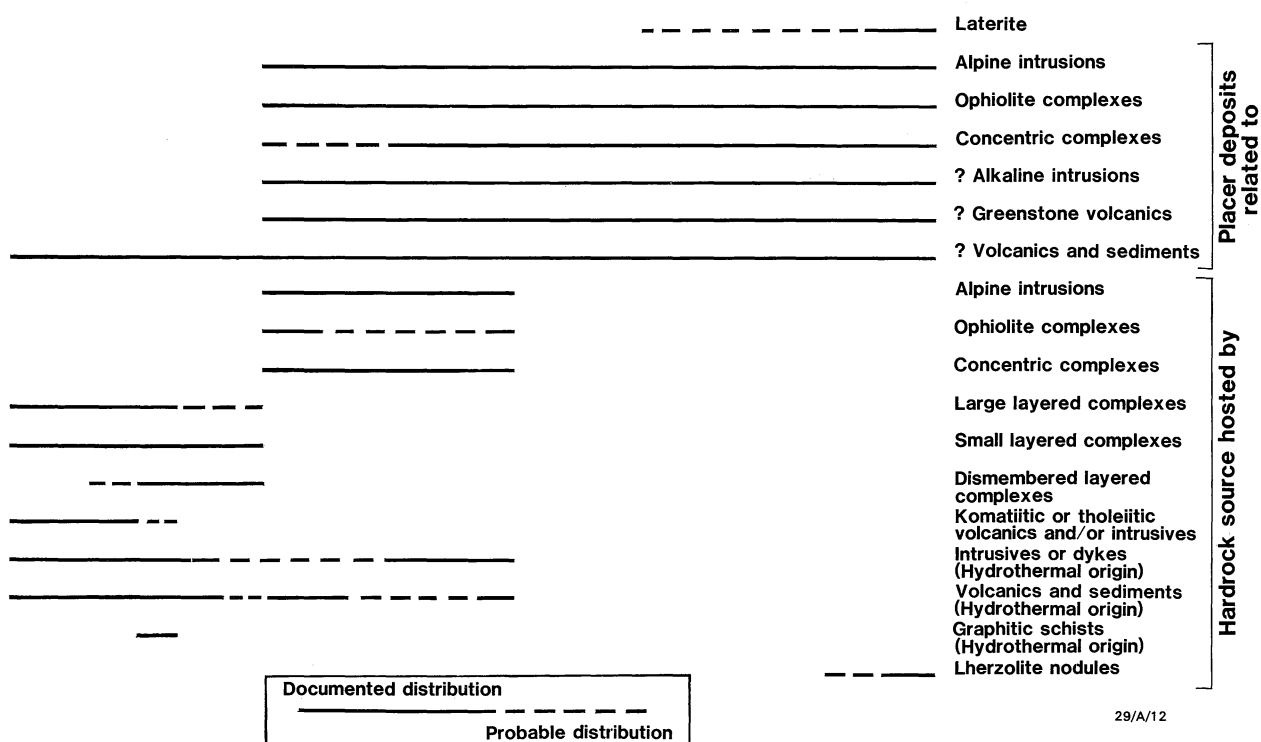 Laterite
Alpine intrusions
Ophiolite complexes
Concentric complexes
? Alkaline intrusions
? Greenstone volcanics
? Volcanics and sediments
Placer deposits
related to
Alpine intrusions
Ophiolite complexes
Concentric complexes
Large layered complexes
Small layered complexes
Dismembered layered
complexes
Komatiitic or tholeiitic
volcanics and/or intrusives
Intrusives or dykes
(Hydrothermal origin)
Volcanics and sediments
(Hydrothermal origin)
Graphitic schists
(Hydrothermal origin)
Lherzolite nodules
Hardrock source hosted by
Documented distribution
Probable distribution
29/A/12